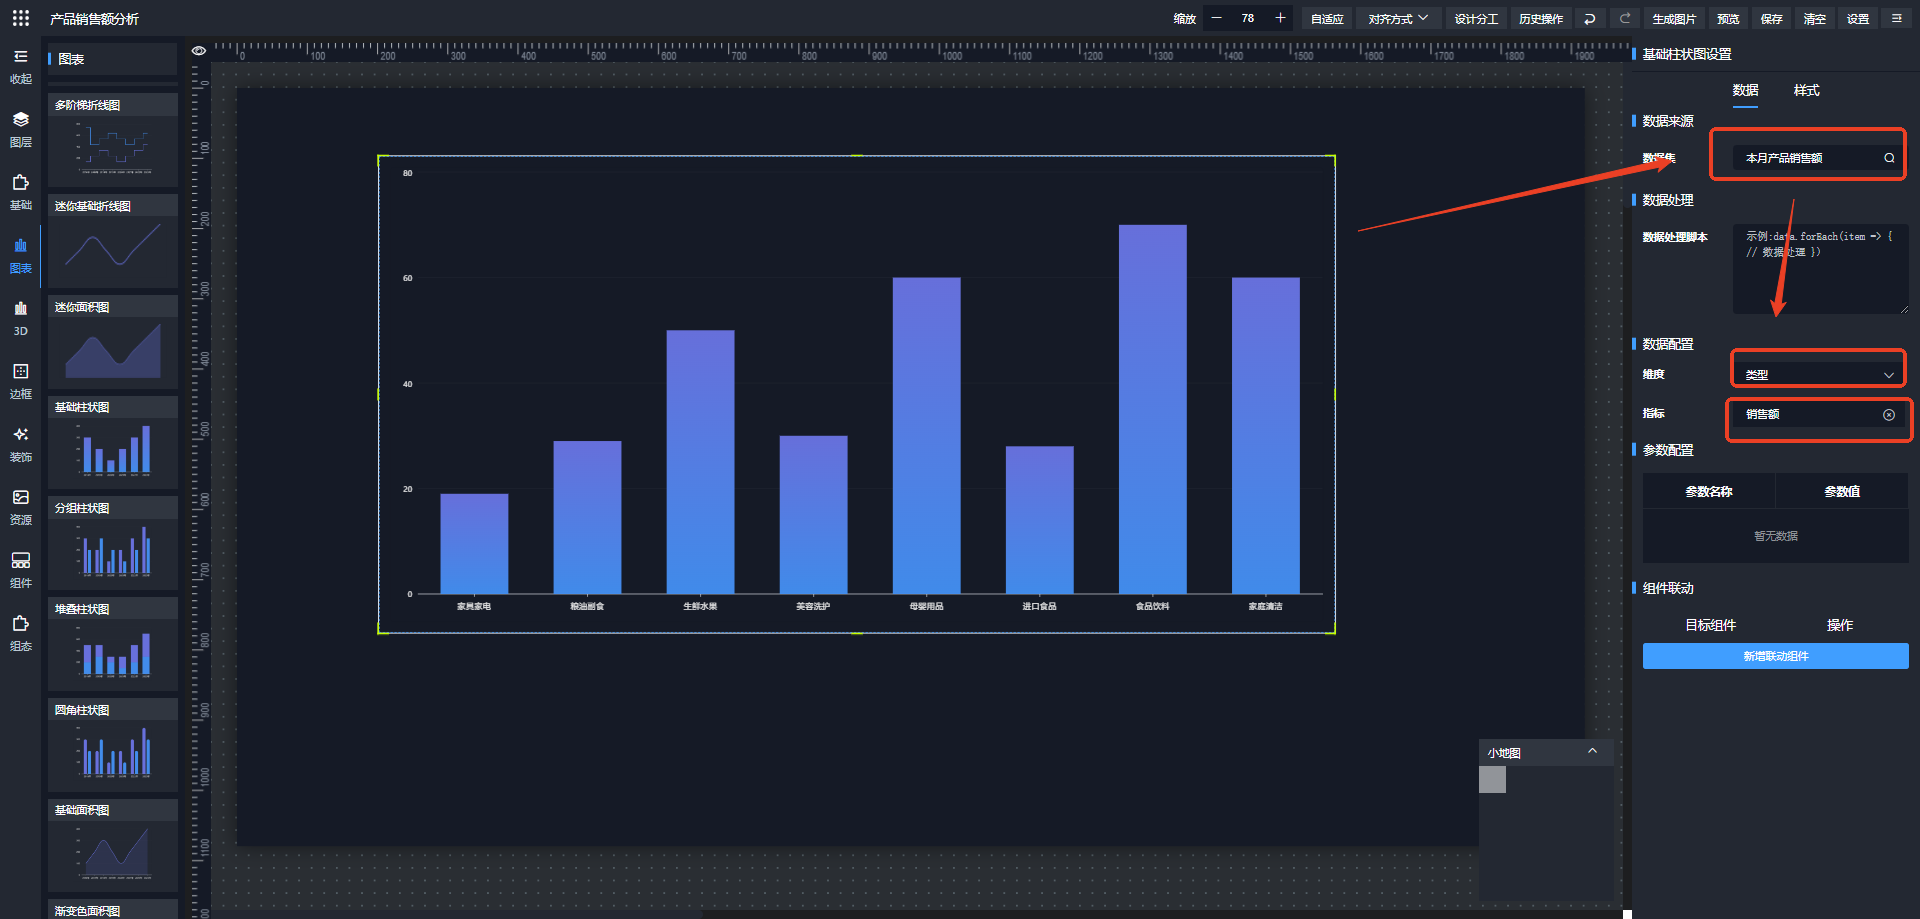 产品销售额分析
缩放
78
自适应
对齐方式
设计分工
历史操作
生成图片
预览
保存
清空
设置
收起
图层
基础
图表
3D
边框
装饰
资源
组件
组态
图表
多阶梯折线图
迷你基础折线图
迷你面积图
基础柱状图
分组柱状图
堆叠柱状图
圆角柱状图
基础面积图
渐变色面积图
0 100 200 300 400 500 600 700 800 900 1000 1100 1200 1300 1400 1500 1600 1700 1800 1900
0
100
200
300
400
500
600
700
800
900
1000
1100
80
60
40
20
0
家具家电 粮油副食 生鲜水果 美容洗护 母婴用品 进口食品 食品饮料 家庭清洁
小地图
基础柱状图设置
数据 样式
数据来源
数据集 本月产品销售额
数据处理
数据处理脚本
示例:data.forEach(item => {
// 数据处理 })
数据配置
维度 类型
指标 销售额
参数配置
参数名称 参数值
暂无数据
组件联动
目标组件 操作
新增联动组件